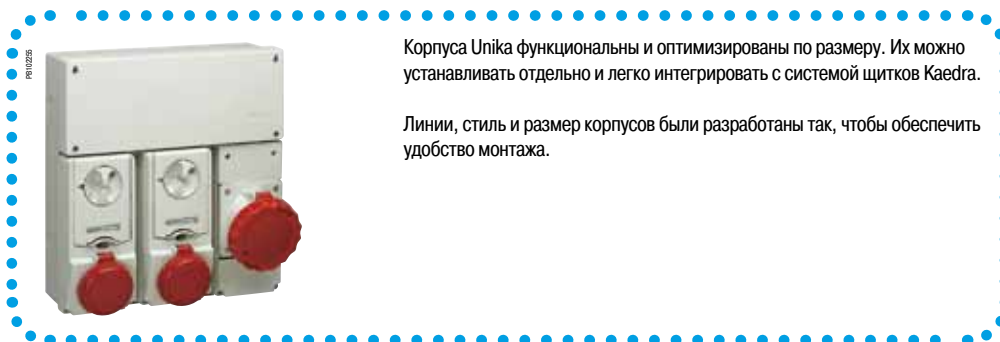 Корпуса Unika функциональны и оптимизированы по размеру. Их можно
устанавливать отдельно и легко интегрировать с системой щитков Kaedra.
Линии, стиль и размер корпусов были разработаны так, чтобы обеспечить
удобство монтажа.
PB102255